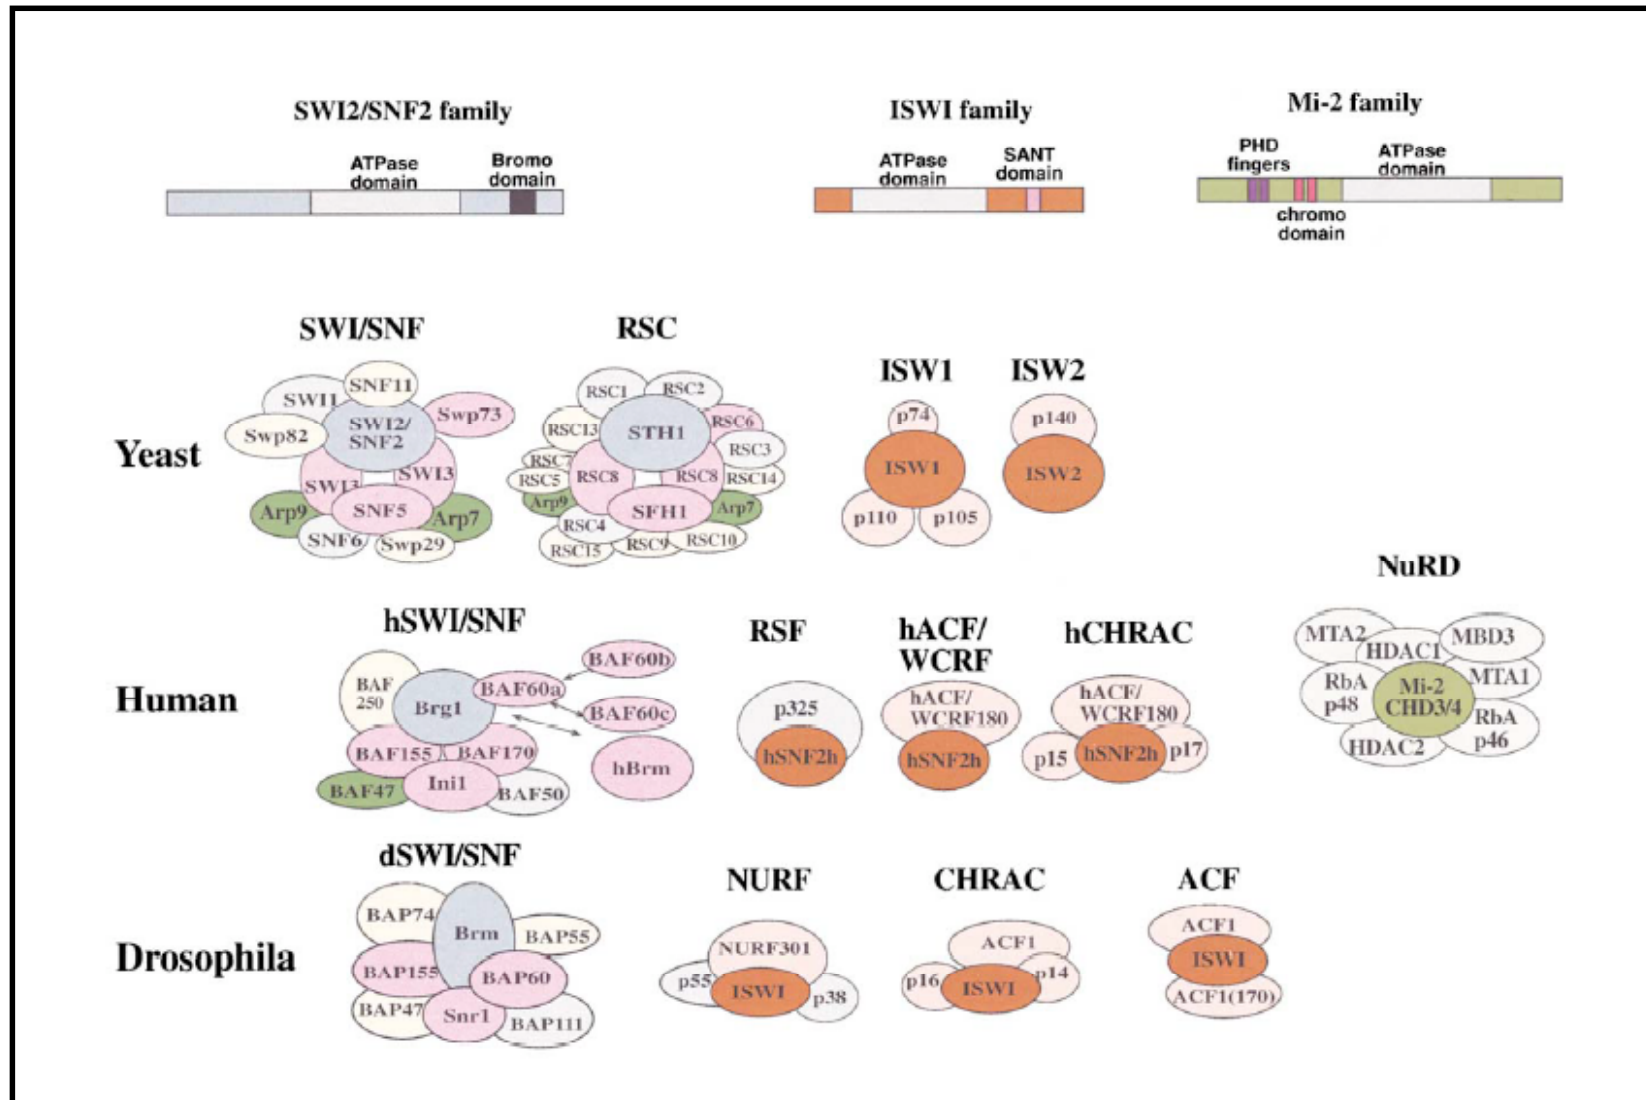 SWI2/SNF2 family
ATPase
domain
Bromo
domain
ISWI family
ATPase
domain
SANT
domain
Mi-2 family
PHD
fingers
ATPase
domain
chromo
domain
Yeast
SWI/SNF
SNF11
SWI1
SWI2/
SNF2
Swp73
Swp82
SWI3
SWI3
Arp9
SNF5
Arp7
SNF6
Swp29
RSC
RSC1
RSC2
RSC13
STH1
RSC6
RSC3
RSC7
RSC5
RSC8
RSC8
RSC14
Arp9
SFH1
Arp7
RSC4
RSC15
RSC9
RSC10
ISW1
p74
ISW1
p110
p105
ISW2
p140
ISW2
Human
hSWI/SNF
BAF
250
Brg1
BAF60a
BAF60b
BAF60c
hBrm
BAF155
BAF170
BAF47
Ini1
BAF50
RSF
p325
hSNF2h
hACF/
WCRF
hACF/
WCRF180
hSNF2h
hCHRAC
hACF/
WCRF180
p15
hSNF2h
p17
NuRD
MTA2
HDAC1
MBD3
RbA
p48
Mi-2
CHD3/4
MTA1
RbA
p46
HDAC2
Drosophila
dSWI/SNF
BAP74
Brm
BAP55
BAP155
BAP60
BAP47
Snr1
BAP111
NURF
NURF301
p55
ISWI
p38
CHRAC
ACF1
p16
ISWI
p14
ACF
ACF1
ISWI
ACF1(170)